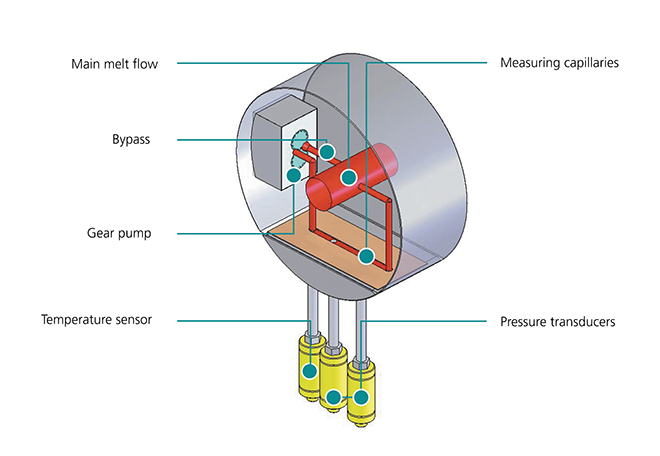 Main melt flow
Measuring capillaries
Bypass
Gear pump
Temperature sensor
Pressure transducers